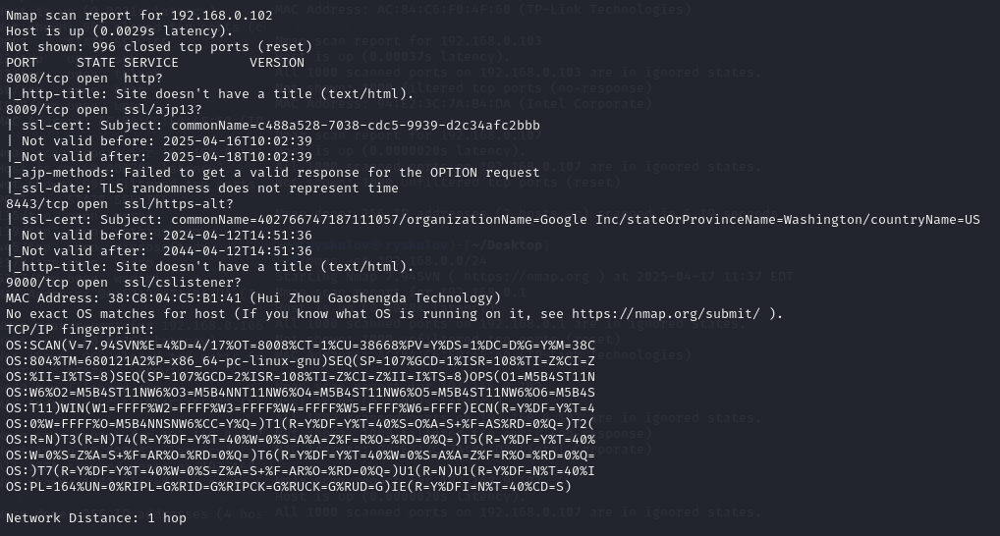 Nmap scan report for 192.168.0.102
Host is up (0.0029s latency).
Not shown: 996 closed tcp ports (reset)
PORT     STATE SERVICE         VERSION
8008/tcp open  http?
|_http-title: Site doesn't have a title (text/html).
8009/tcp open  ssl/ajp13?
| ssl-cert: Subject: commonName=c488a528-7038-cdc5-9939-d2c34afc2bbb
| Not valid before: 2025-04-16T10:02:39
|_Not valid after:  2025-04-18T10:02:39
|_ajp-methods: Failed to get a valid response for the OPTION request
|_ssl-date: TLS randomness does not represent time
8443/tcp open  ssl/https-alt?
| ssl-cert: Subject: commonName=402766747187111057/organizationName=Google Inc/stateOrProvinceName=Washington/countryName=US
| Not valid before: 2024-04-12T14:51:36
|_Not valid after:  2044-04-12T14:51:36
|_http-title: Site doesn't have a title (text/html).
9000/tcp open  ssl/cslistener?
MAC Address: 38:C8:04:C5:B1:41 (Hui Zhou Gaoshengda Technology)
No exact OS matches for host (If you know what OS is running on it, see https://nmap.org/submit/ ).
TCP/IP fingerprint:
OS:SCAN(V=7.94SVN%E=4%D=4/17%OT=8008%CT=1%CU=38668%PV=Y%DS=1%DC=D%G=Y%M=38C
OS:804%TM=680121A2%P=x86_64-pc-linux-gnu)SEQ(SP=107%GCD=1%ISR=108%TI=Z%CI=Z
OS:%II=I%TS=8)SEQ(SP=107%GCD=2%ISR=108%TI=Z%CI=Z%II=I%TS=8)OPS(O1=M5B4ST11N
OS:W6%O2=M5B4ST11NW6%O3=M5B4NNT11NW6%O4=M5B4ST11NW6%O5=M5B4ST11NW6%O6=M5B4S
OS:T11)WIN(W1=FFFF%W2=FFFF%W3=FFFF%W4=FFFF%W5=FFFF%W6=FFFF)ECN(R=Y%DF=Y%T=4
OS:0%W=FFFF%O=M5B4NNSNW6%CC=Y%Q=)T1(R=Y%DF=Y%T=40%S=O%A=S+%F=AS%RD=0%Q=)T2(
OS:R=N)T3(R=N)T4(R=Y%DF=Y%T=40%W=0%S=A%A=Z%F=R%O=%RD=0%Q=)T5(R=Y%DF=Y%T=40%
OS:W=0%S=Z%A=S+%F=AR%O=%RD=0%Q=)T6(R=Y%DF=Y%T=40%W=0%S=A%A=Z%F=R%O=%RD=0%Q=
OS:)T7(R=Y%DF=Y%T=40%W=0%S=Z%A=S+%F=AR%O=%RD=0%Q=)U1(R=N)U1(R=Y%DF=N%T=40%I
OS:PL=164%UN=0%RIPL=G%RID=G%RIPCK=G%RUCK=G%RUD=G)IE(R=Y%DFI=N%T=40%CD=S)
Network Distance: 1 hop